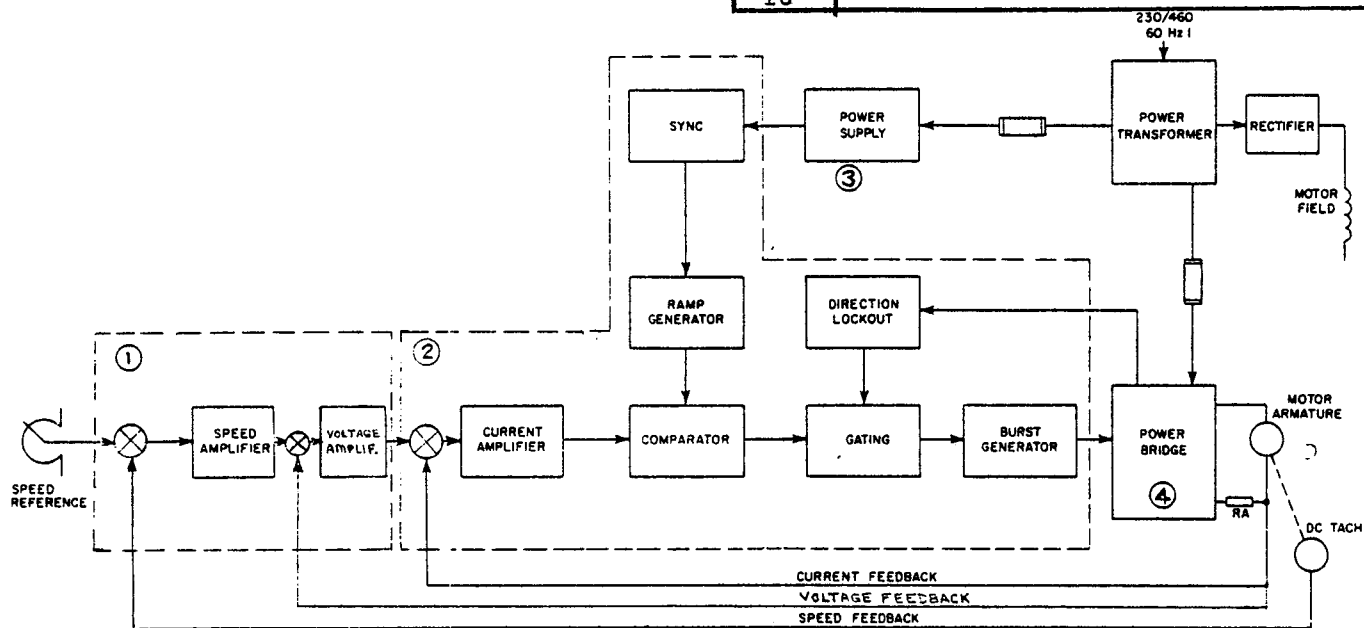 230/460
60 Hz 1
SYNC
POWER
SUPPLY
③
POWER
TRANSFORMER
RECTIFIER
MOTOR
FIELD
RAMP
GENERATOR
DIRECTION
LOCKOUT
①
②
SPEED
REFERENCE
SPEED
AMPLIFIER
VOLTAGE
AMPLIF.
CURRENT
AMPLIFIER
COMPARATOR
GATING
BURST
GENERATOR
POWER
BRIDGE
④
MOTOR
ARMATURE
RA
DC TACH
CURRENT FEEDBACK
VOLTAGE FEEDBACK
SPEED FEEDBACK